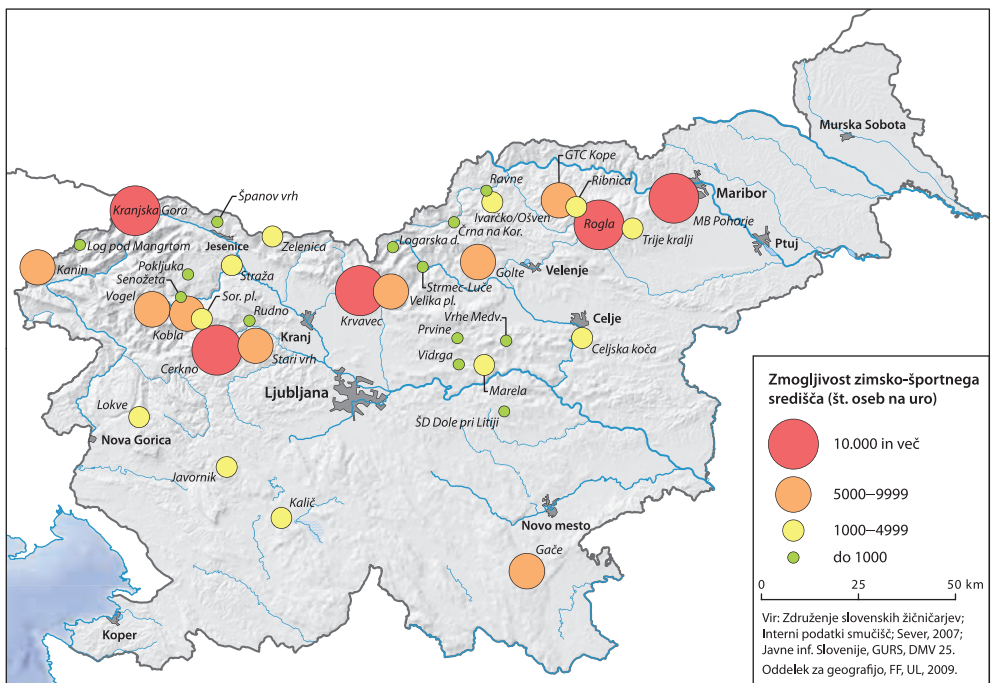 Murska Sobota
GTC Kope
Ravne
Ribnica
Maribor
Kranjska Gora
Španov vrh
Ivarčko/Ošven
Rogla
MB Pohorje
Črna na Kor.
Trije kralji
Log pod Mangrtom
Jesenice
Zelenica
Logarska d.
Ptuj
Kanin
Pokljuka
Straža
Golte
Velenje
Senožeta
Strmec-Luče
Vogel
Sor. pl.
Velika pl.
Rudno
Krvavec
Vrhe Medv.
Celje
Kobla
Kranj
Prvine
Celjska koča
Stari vrh
Vidrga
Cerkno
Ljubljana
Marela
Lokve
ŠD Dole pri Litiji
Nova Gorica
Javornik
Kalič
Novo mesto
Gače
Koper
Zmogljivost zimsko-športnega
središča (št. oseb na uro)
10.000 in več
5000–9999
1000–4999
do 1000
0 25 50 km
Vir: Združenje slovenskih žičničarjev;
Interni podatki smučišč; Sever, 2007;
Javne inf. Slovenije, GURS, DMV 25.
Oddelek za geografijo, FF, UL, 2009.